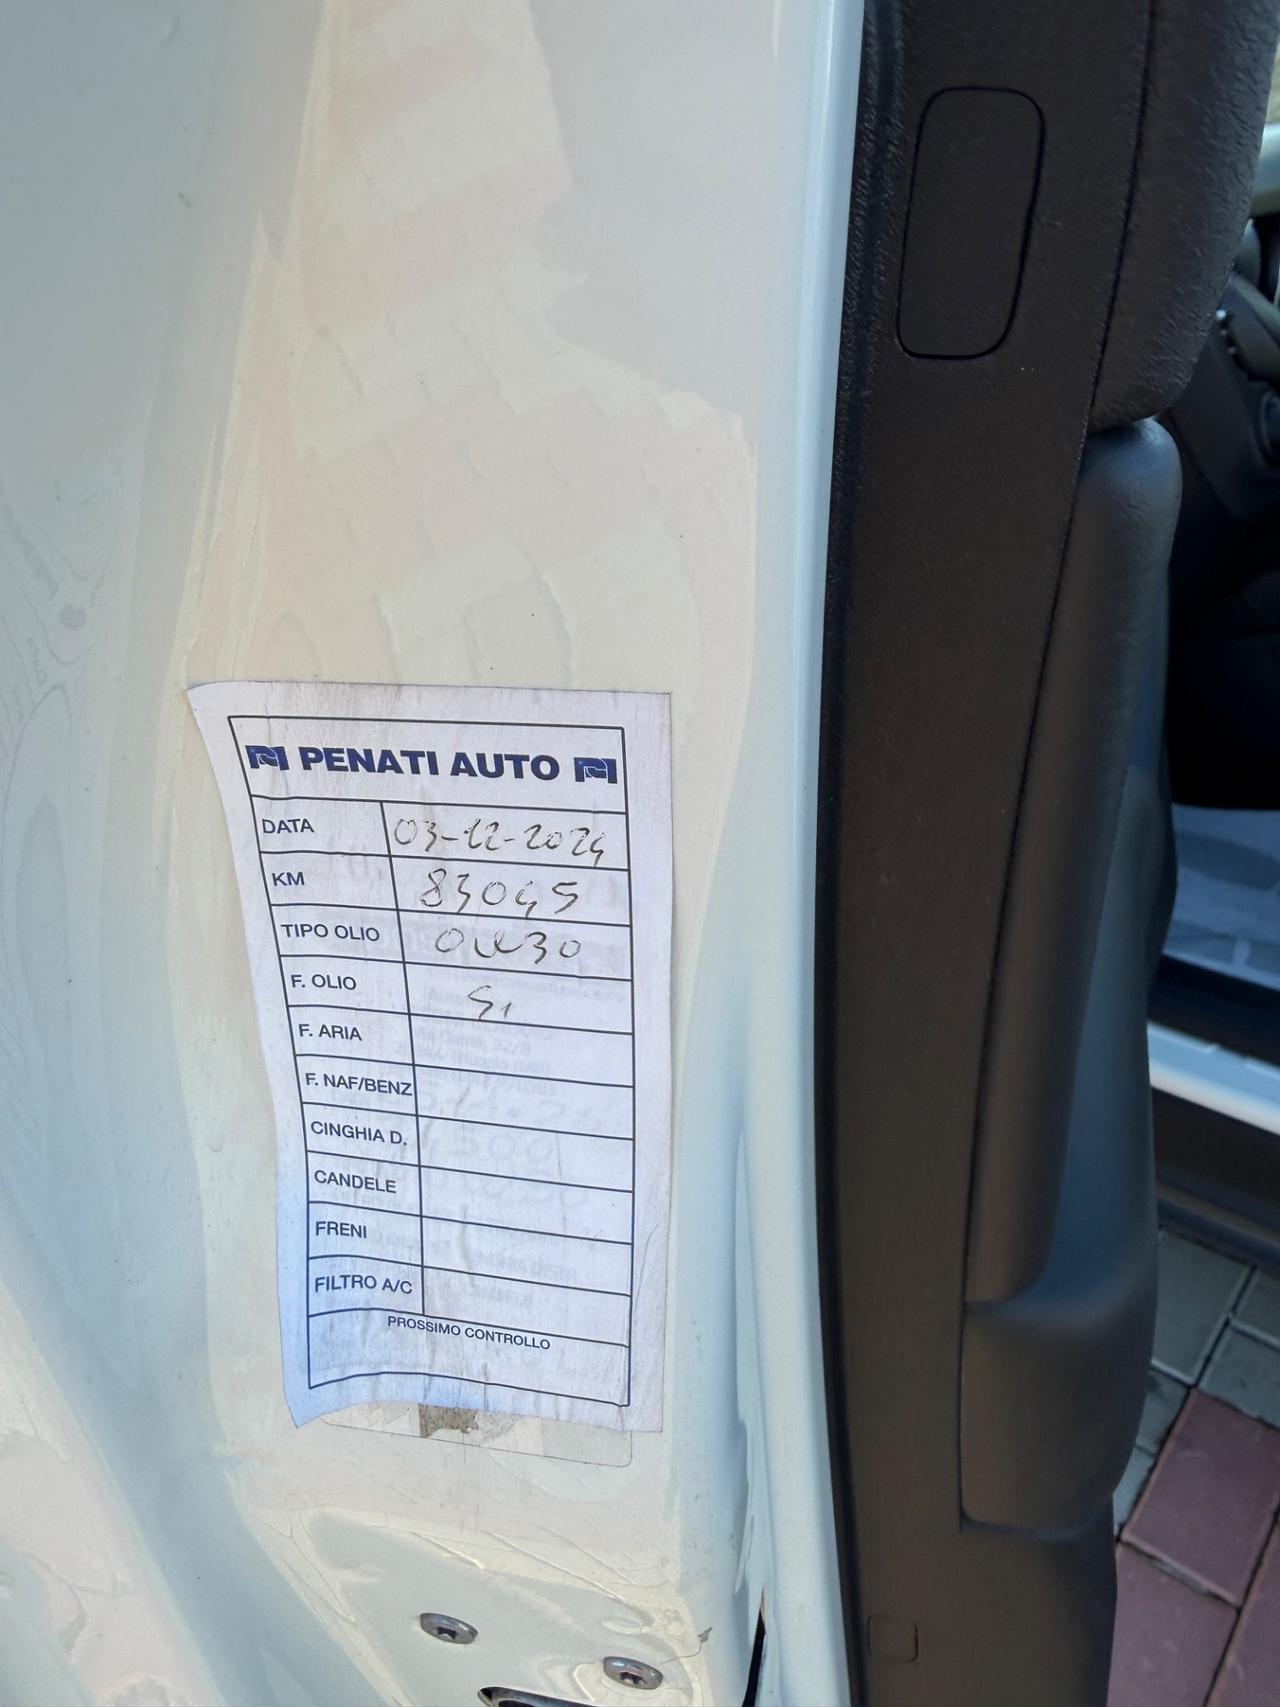 PENATI AUTO
DATA 03-12-2024
KM 83045
TIPO OLIO 0W30
F. OLIO Si
F. ARIA
F. NAF/BENZ
CINGHIA D.
CANDELE
FRENI
FILTRO A/C
PROSSIMO CONTROLLO